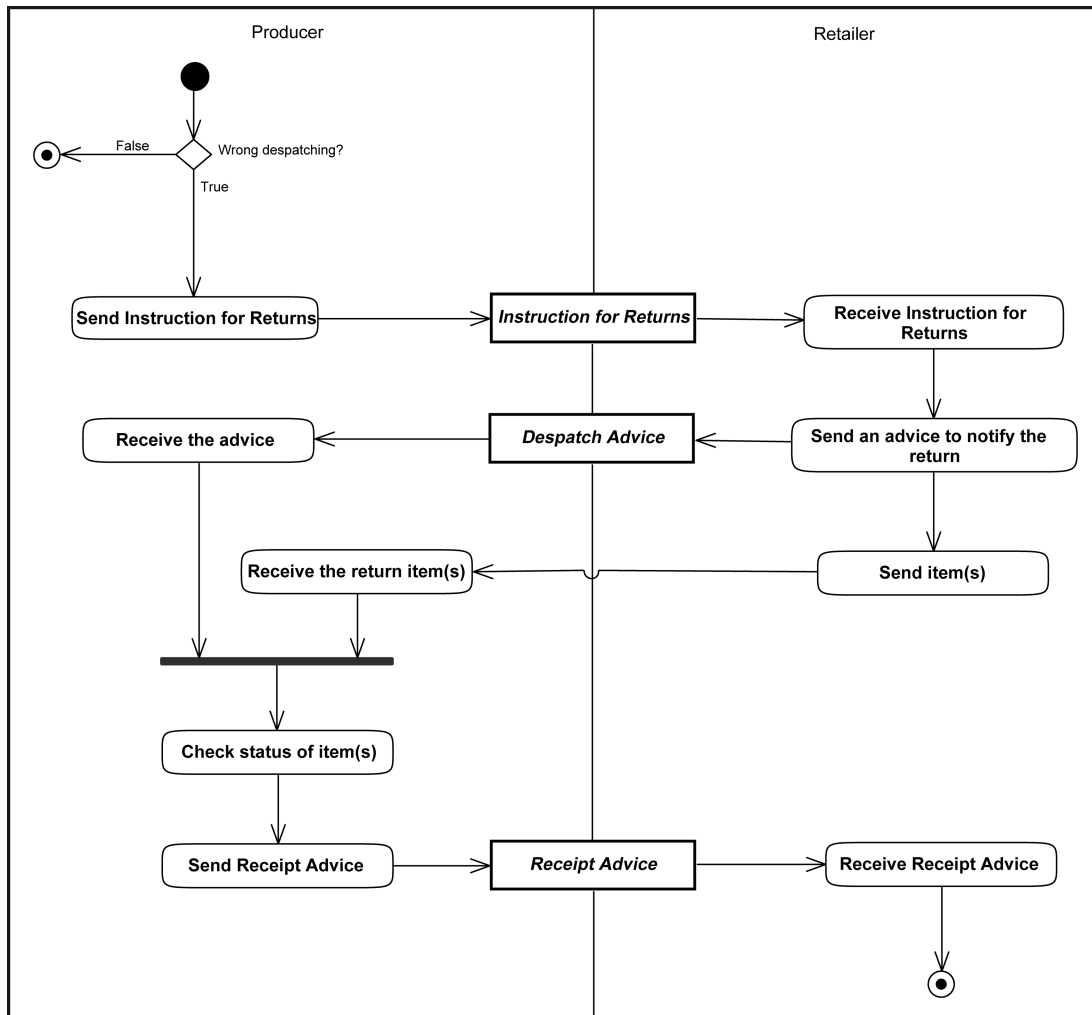 Producer
Retailer
False
Wrong despatching?
True
Send Instruction for Returns
Instruction for Returns
Receive Instruction for
Returns
Receive the advice
Despatch Advice
Send an advice to notify the
return
Receive the return item(s)
Send item(s)
Check status of item(s)
Send Receipt Advice
Receipt Advice
Receive Receipt Advice